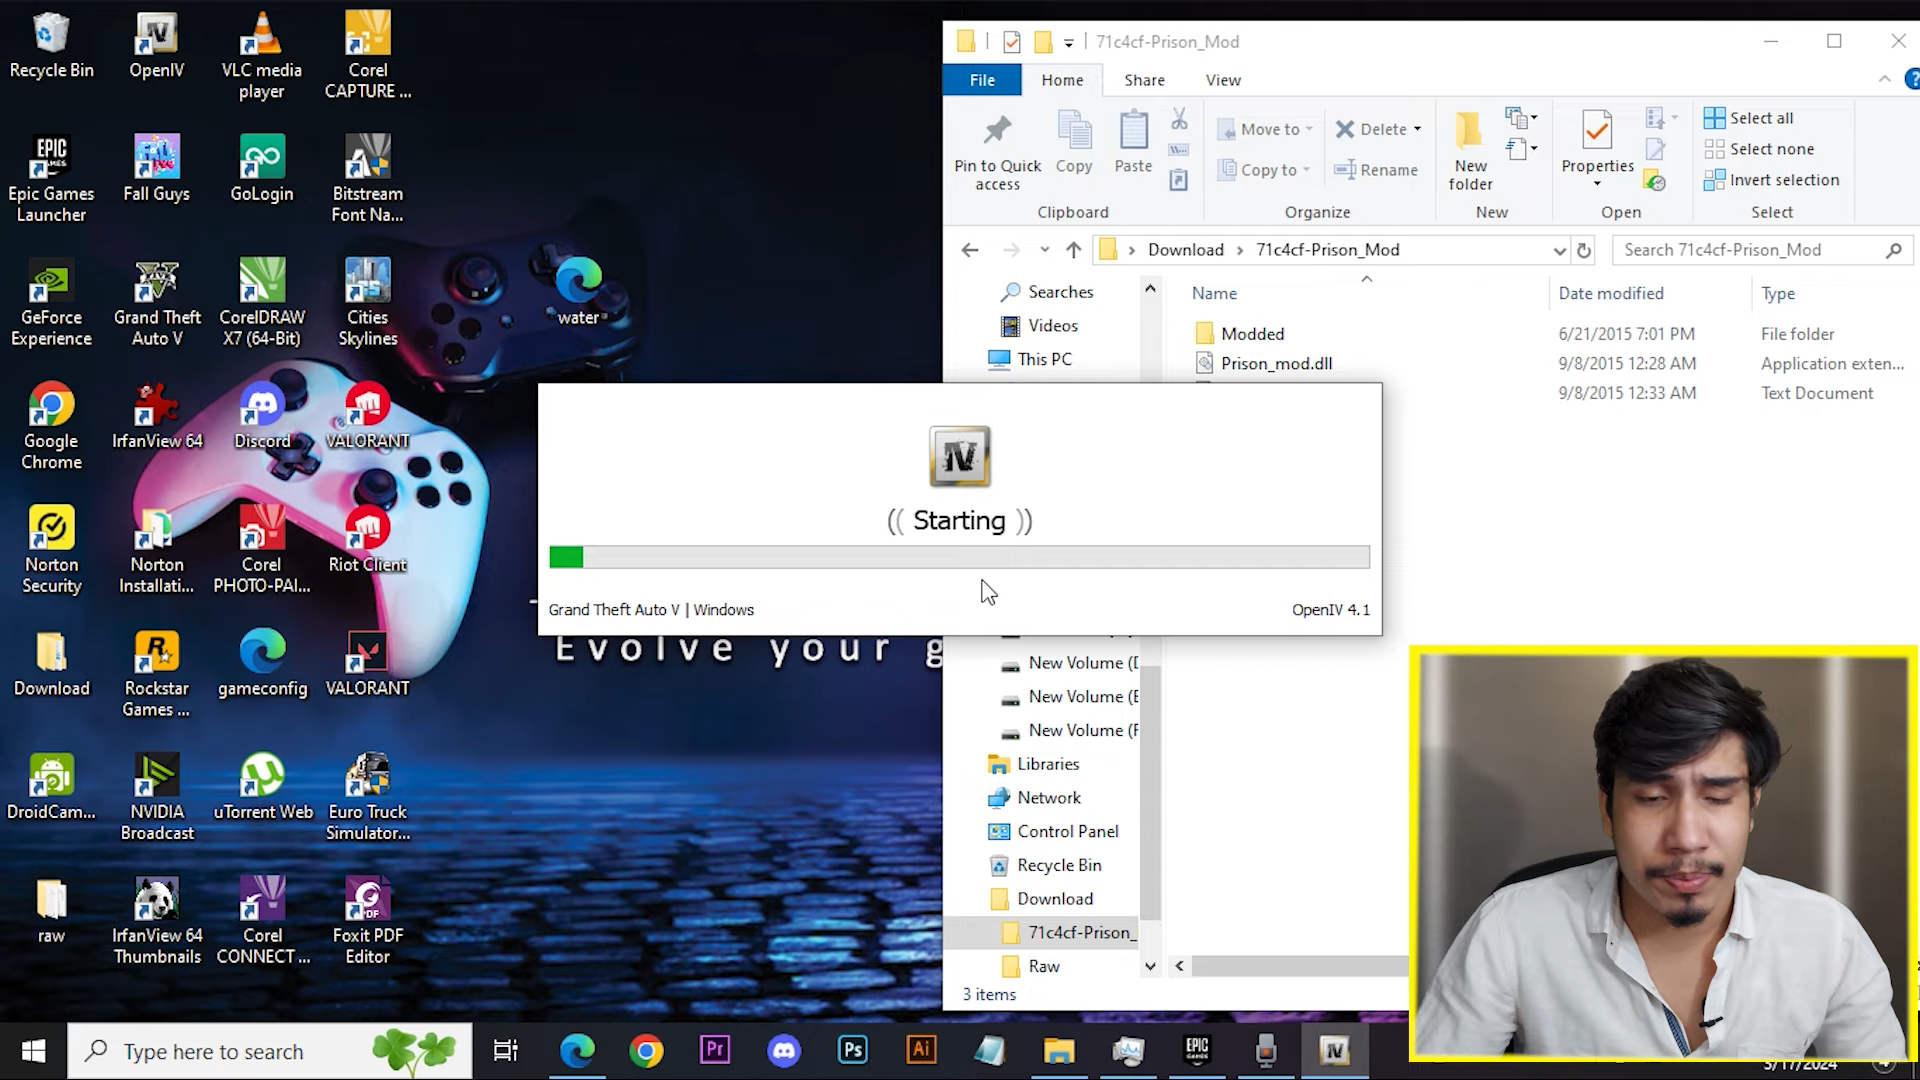 Recycle Bin
OpenIV
VLC media
player
Corel
CAPTURE ...
Epic Games
Launcher
Fall Guys
GoLogin
Bitstream
Font Na...
GeForce
Experience
Grand Theft
Auto V
CorelDRAW
X7 (64-Bit)
Cities
Skylines
water
Google
Chrome
IrfanView 64
Discord
VALORANT
Norton
Security
Norton
Installati...
Corel
PHOTO-PAI...
Riot Client
Download
Rockstar
Games ...
gameconfig
VALORANT
DroidCam...
NVIDIA
Broadcast
uTorrent Web
Euro Truck
Simulator...
raw
IrfanView 64
Thumbnails
Corel
CONNECT ...
Foxit PDF
Editor
Evolve your g
71c4cf-Prison_Mod
File
Home
Share
View
Pin to Quick
access
Copy
Paste
Move to
Copy to
Delete
Rename
New
folder
Properties
Select all
Select none
Invert selection
Clipboard
Organize
New
Open
Select
Download
71c4cf-Prison_Mod
Search 71c4cf-Prison_Mod
Searches
Videos
This PC
Name
Date modified
Type
Modded
6/21/2015 7:01 PM
File folder
Prison_mod.dll
9/8/2015 12:28 AM
Application exten...
9/8/2015 12:33 AM
Text Document
(( Starting ))
Grand Theft Auto V | Windows
OpenIV 4.1
New Volume (D
New Volume (E
New Volume (F
Libraries
Network
Control Panel
Recycle Bin
Download
71c4cf-Prison_
Raw
3 items
Type here to search
Pr
Ps
Ai
EPIC
GAMES
3/17/2024